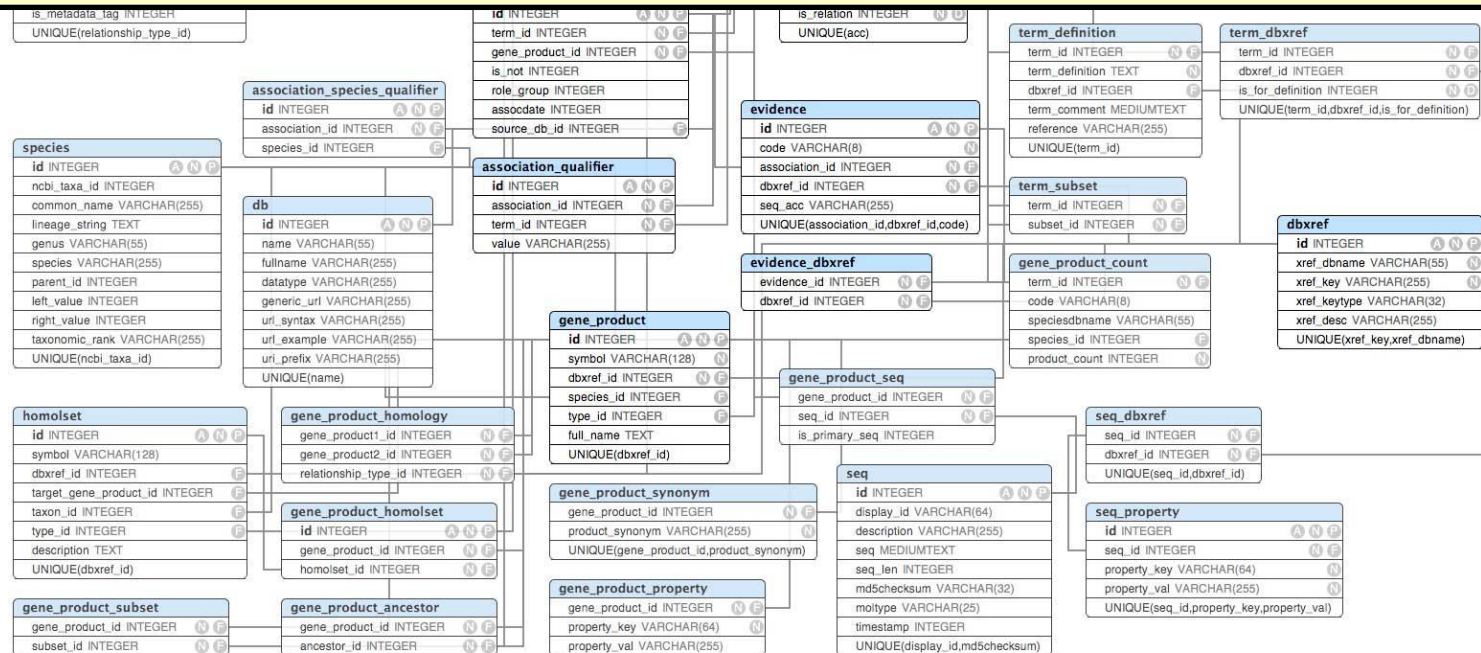 is_metadata_tag INTEGER
UNIQUE(relationship_type_id)
id INTEGER A N P
term_id INTEGER N F
gene_product_id INTEGER N F
is_not INTEGER
role_group INTEGER
assocdate INTEGER
source_db_id INTEGER F
is_relation INTEGER N D
UNIQUE(acc)
term_definition
term_id INTEGER N F
term_definition TEXT N
dbxref_id INTEGER F
term_comment MEDIUMTEXT
reference VARCHAR(255)
UNIQUE(term_id)
term_dbxref
term_id INTEGER N F
dbxref_id INTEGER N F
is_for_definition INTEGER N D
UNIQUE(term_id,dbxref_id,is_for_definition)
association_species_qualifier
id INTEGER A N P
association_id INTEGER N F
species_id INTEGER F
evidence
id INTEGER A N P
code VARCHAR(8) N
association_id INTEGER N F
dbxref_id INTEGER N F
seq_acc VARCHAR(255)
UNIQUE(association_id,dbxref_id,code)
species
id INTEGER A N P
ncbi_taxa_id INTEGER
common_name VARCHAR(255)
lineage_string TEXT
genus VARCHAR(55)
species VARCHAR(255)
parent_id INTEGER
left_value INTEGER
right_value INTEGER
taxonomic_rank VARCHAR(255)
UNIQUE(ncbi_taxa_id)
association_qualifier
id INTEGER A N P
association_id INTEGER N F
term_id INTEGER N F
value VARCHAR(255)
term_subset
term_id INTEGER N F
subset_id INTEGER N F
db
id INTEGER A N P
name VARCHAR(55)
fullname VARCHAR(255)
datatype VARCHAR(255)
generic_url VARCHAR(255)
url_syntax VARCHAR(255)
url_example VARCHAR(255)
uri_prefix VARCHAR(255)
UNIQUE(name)
dbxref
id INTEGER A N P
xref_dbname VARCHAR(55) N
xref_key VARCHAR(255) N
xref_keytype VARCHAR(32)
xref_desc VARCHAR(255)
UNIQUE(xref_key,xref_dbname)
evidence_dbxref
evidence_id INTEGER N F
dbxref_id INTEGER N F
gene_product_count
term_id INTEGER N F
code VARCHAR(8)
speciesdbname VARCHAR(55)
species_id INTEGER F
product_count INTEGER N
gene_product
id INTEGER A N P
symbol VARCHAR(128) N
dbxref_id INTEGER N F
species_id INTEGER F
type_id INTEGER F
full_name TEXT
UNIQUE(dbxref_id)
gene_product_seq
gene_product_id INTEGER N F
seq_id INTEGER N F
is_primary_seq INTEGER
homolset
id INTEGER A N P
symbol VARCHAR(128)
dbxref_id INTEGER F
target_gene_product_id INTEGER F
taxon_id INTEGER F
type_id INTEGER F
description TEXT
UNIQUE(dbxref_id)
gene_product_homology
gene_product1_id INTEGER N F
gene_product2_id INTEGER N F
relationship_type_id INTEGER N F
seq_dbxref
seq_id INTEGER N F
dbxref_id INTEGER N F
UNIQUE(seq_id,dbxref_id)
seq
id INTEGER A N P
display_id VARCHAR(64)
description VARCHAR(255)
seq MEDIUMTEXT
seq_len INTEGER
md5checksum VARCHAR(32)
moltype VARCHAR(25)
timestamp INTEGER
UNIQUE(display_id,md5checksum)
gene_product_synonym
gene_product_id INTEGER N F
product_synonym VARCHAR(255) N
UNIQUE(gene_product_id,product_synonym)
gene_product_homolset
id INTEGER A N P
gene_product_id INTEGER N F
homolset_id INTEGER N F
seq_property
id INTEGER A N P
seq_id INTEGER N F
property_key VARCHAR(64) N
property_val VARCHAR(255) N
UNIQUE(seq_id,property_key,property_val)
gene_product_property
gene_product_id INTEGER N F
property_key VARCHAR(64) N
property_val VARCHAR(255)
gene_product_subset
gene_product_id INTEGER N F
subset_id INTEGER N F
gene_product_ancestor
gene_product_id INTEGER N F
ancestor_id INTEGER N F